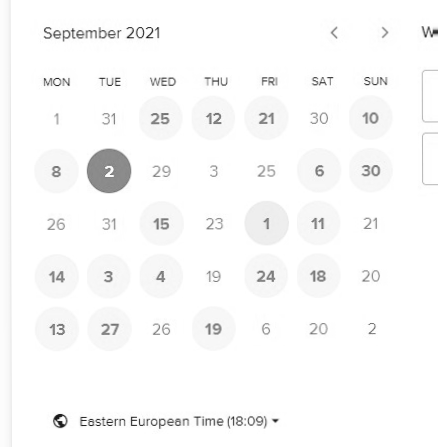 September 2021
MON TUE WED THU FRI SAT SUN
1 31 25 12 21 30 10
8 2 29 3 25 6 30
26 31 15 23 1 11 21
14 3 4 19 24 18 20
13 27 26 19 6 20 2
Eastern European Time (18:09)